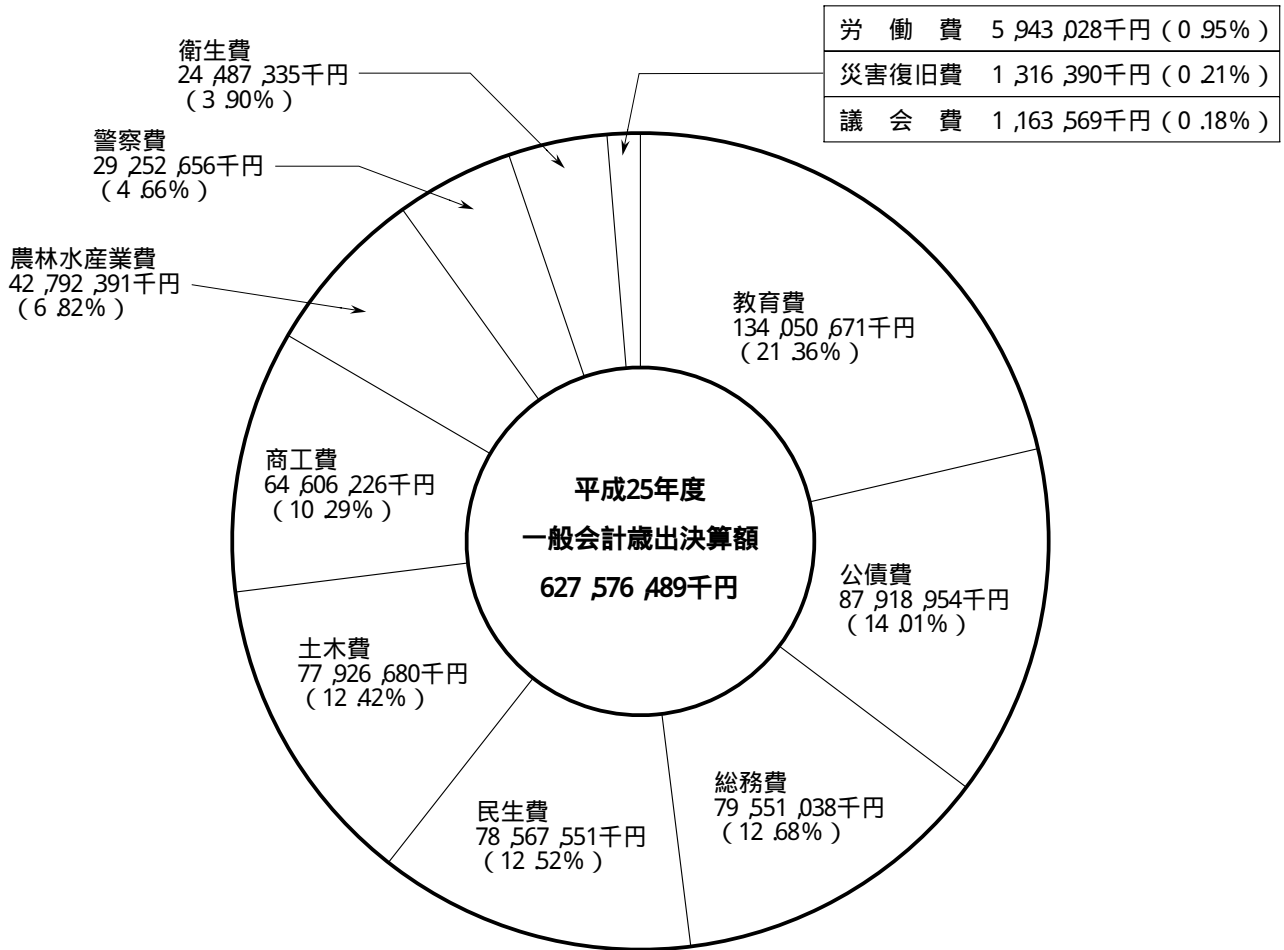 労働費 5,943,028千円(0.95%)
災害復旧費 1,316,390千円(0.21%)
議会費 1,163,569千円(0.18%)
衛生費
24,487,335千円
(3.90%)
警察費
29,252,656千円
(4.66%)
農林水産業費
42,792,391千円
(6.82%)
教育費
134,050,671千円
(21.36%)
商工費
64,606,226千円
(10.29%)
平成25年度
一般会計歳出決算額
627,576,489千円
公債費
87,918,954千円
(14.01%)
土木費
77,926,680千円
(12.42%)
総務費
79,551,038千円
(12.68%)
民生費
78,567,551千円
(12.52%)